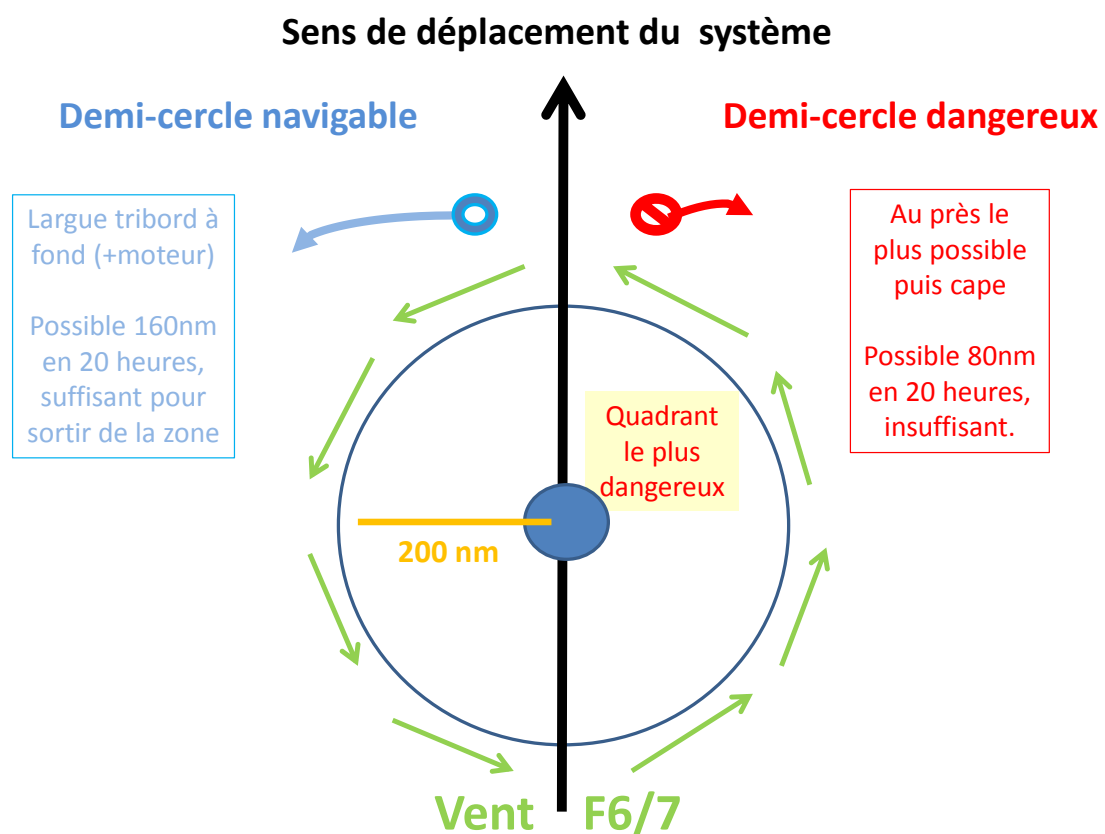 Sens de déplacement du  système
Demi-cercle navigable
Demi-cercle dangereux
Largue tribord à
fond (+moteur)
Possible 160nm
en 20 heures,
suffisant pour
sortir de la zone
Au près le
plus possible
puis cape
Possible 80nm
en 20 heures,
insuffisant.
Quadrant
le plus
dangereux
200 nm
Vent F6/7